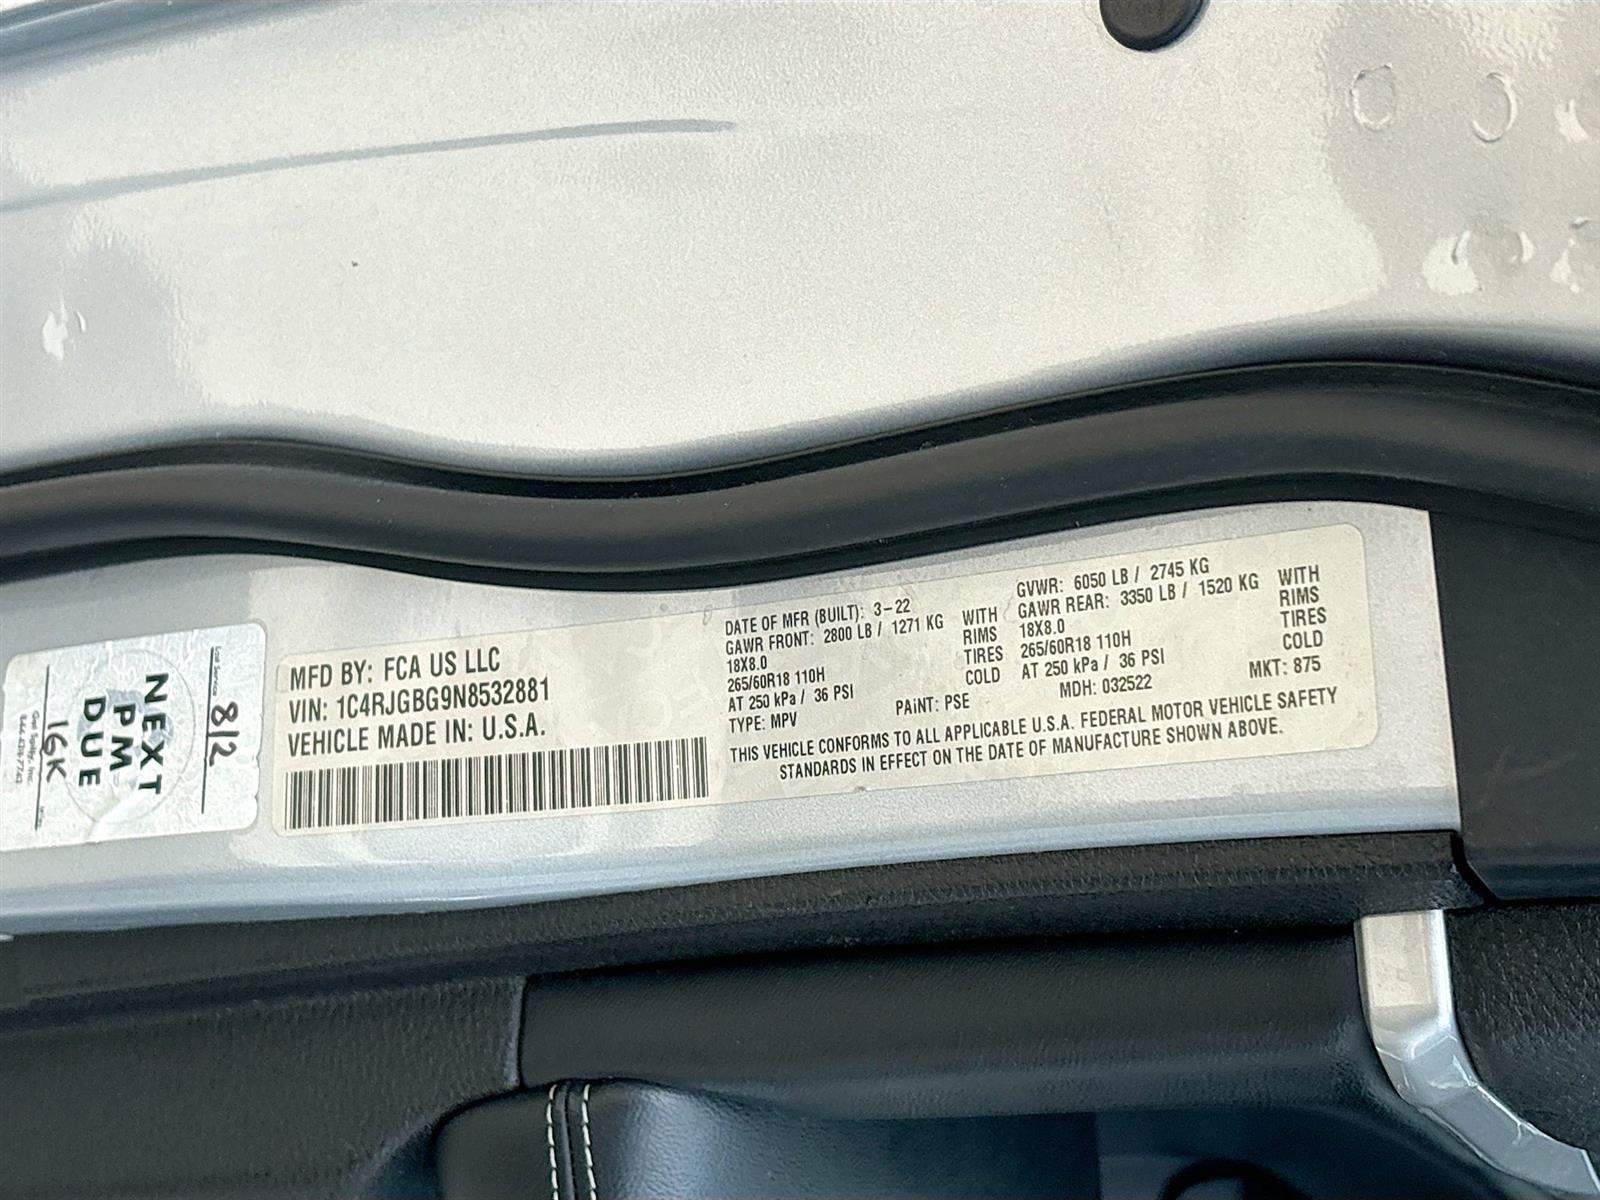 Last Service
8/2
NEXT
PM
DUE
16K
MFD BY: FCA US LLC
VIN: 1C4RJGBG9N8532881
VEHICLE MADE IN: U.S.A.
DATE OF MFR (BUILT): 3-22
GAWR FRONT: 2800 LB / 1271 KG WITH
18X8.0 RIMS
265/60R18 110H TIRES
AT 250 kPa / 36 PSI COLD
TYPE: MPV
PAINT: PSE
GVWR: 6050 LB / 2745 KG
GAWR REAR: 3350 LB / 1520 KG WITH
18X8.0 RIMS
265/60R18 110H TIRES
AT 250 kPa / 36 PSI COLD
MDH: 032522
MKT: 875
THIS VEHICLE CONFORMS TO ALL APPLICABLE U.S.A. FEDERAL MOTOR VEHICLE SAFETY
STANDARDS IN EFFECT ON THE DATE OF MANUFACTURE SHOWN ABOVE.